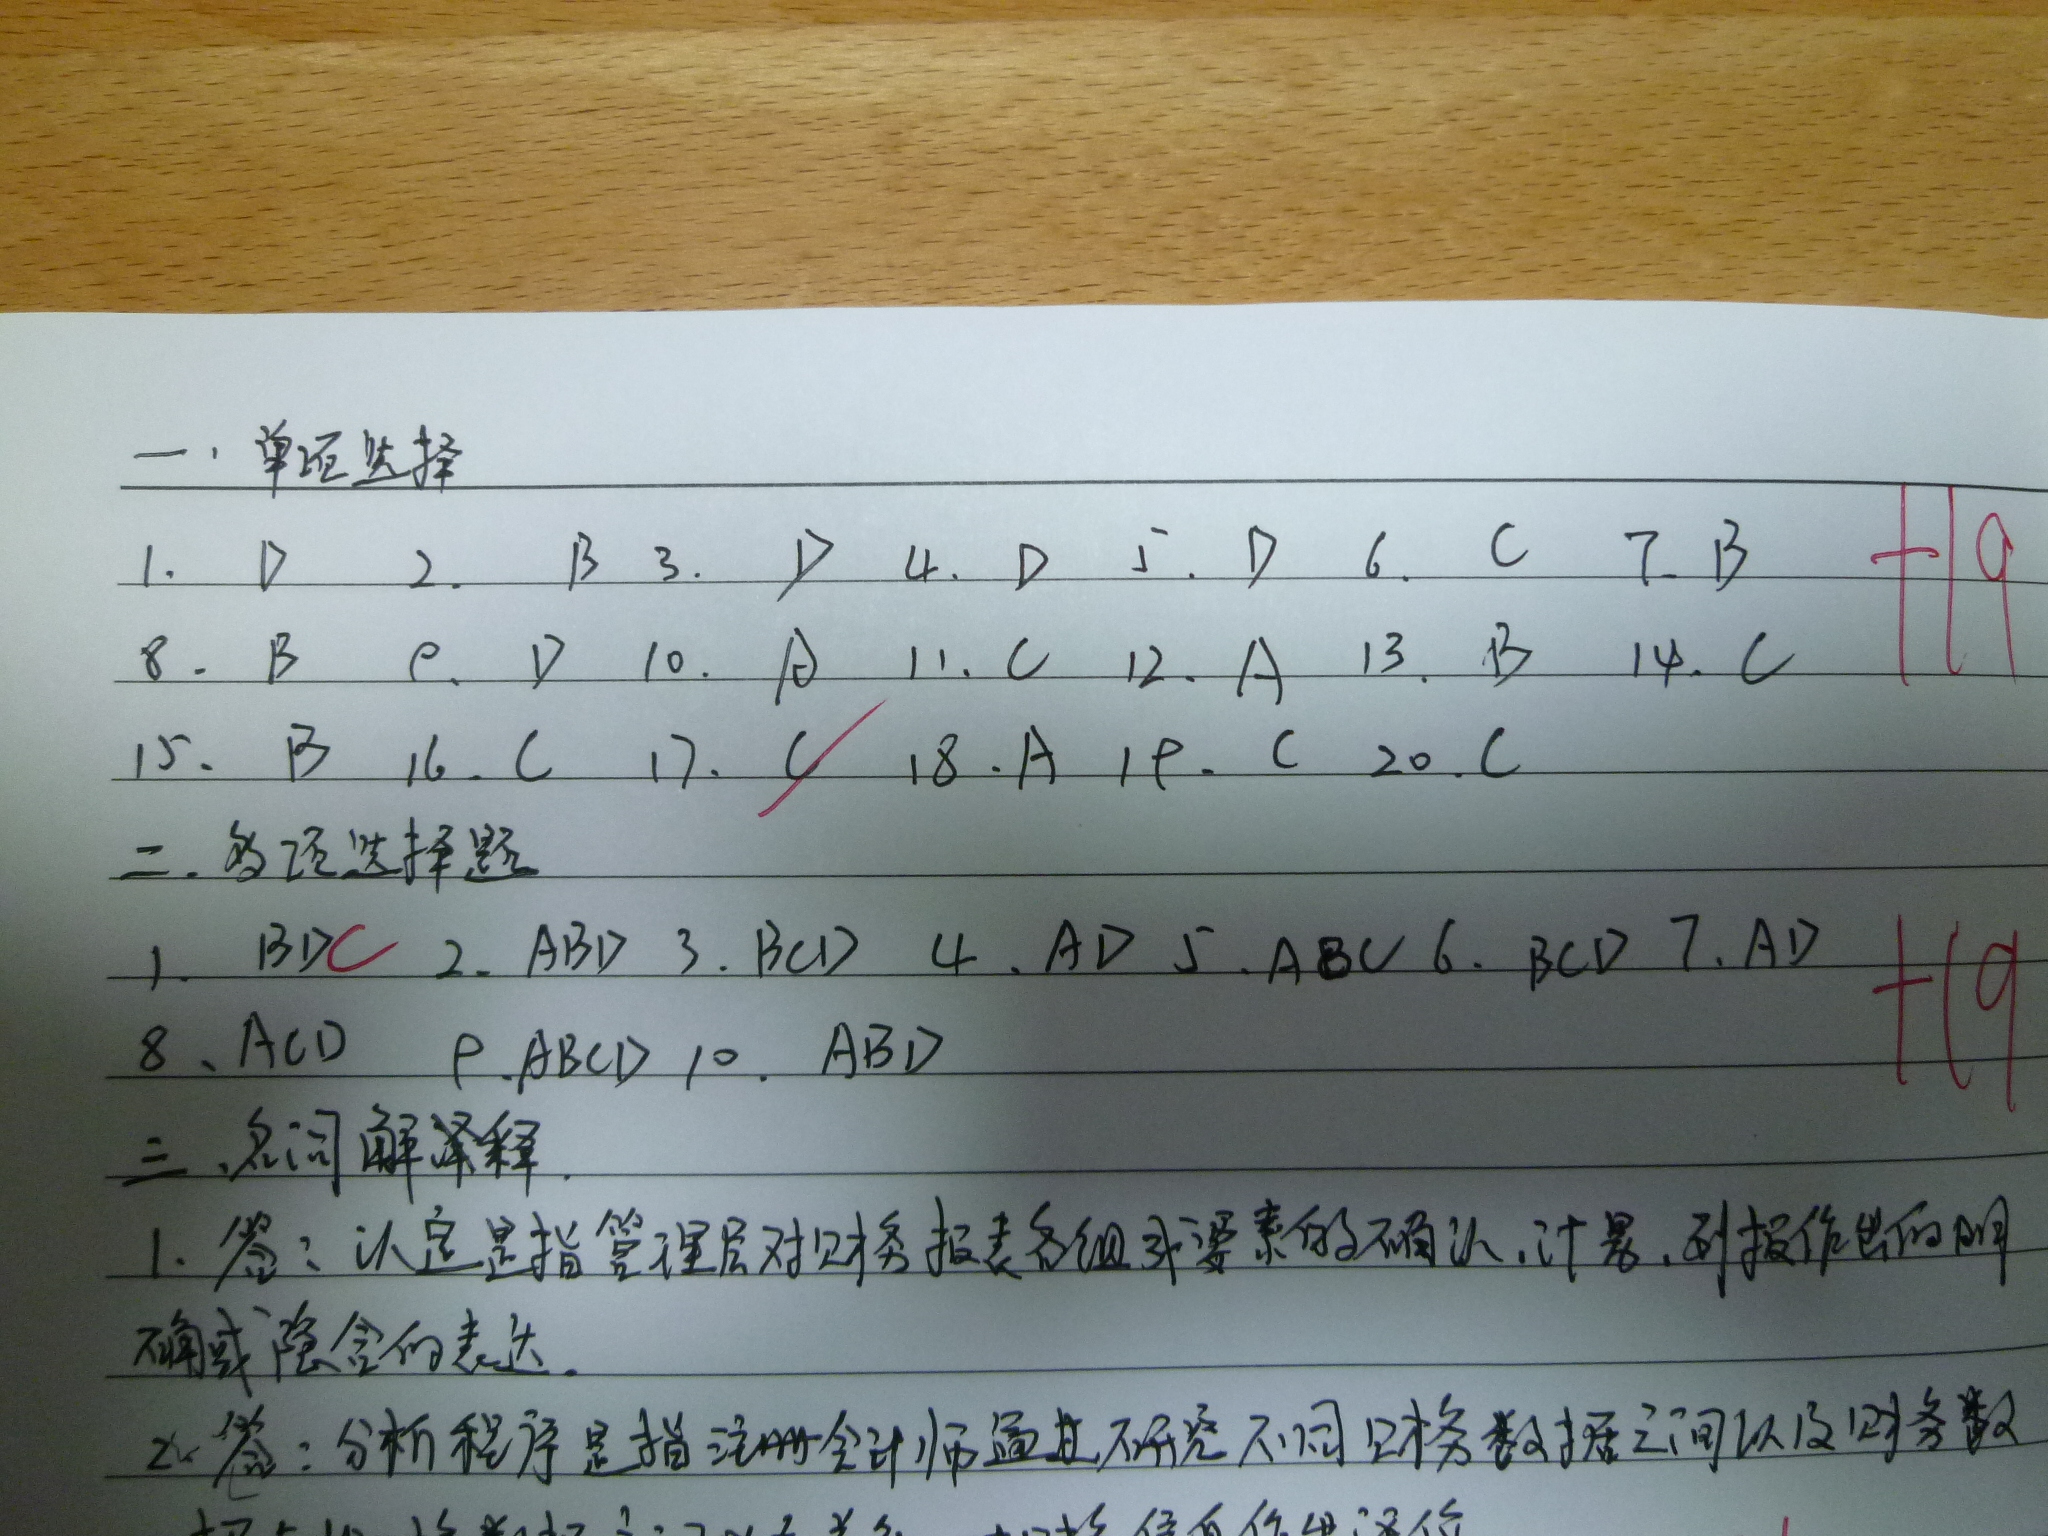 一、单项选择
1. D 2. B 3. D 4. D 5. D 6. C 7. B +19
8. B 9. D 10. A 11. C 12. A 13. B 14. C
15. B 16. C 17. C 18. A 19. C 20. C
二、多项选择题
1. BDC 2. ABD 3. BCD 4. AD 5. ABC 6. BCD 7. AD +19
8、ACD 9. ABCD 10. ABD
三、名词解释.
1. 答:认定是指管理层对财务报表各组成要素的确认、计量、列报作出的明
确或隐含的表达.
2. 答:分析程序是指注册会计师通过研究不同财务数据之间以及财务数